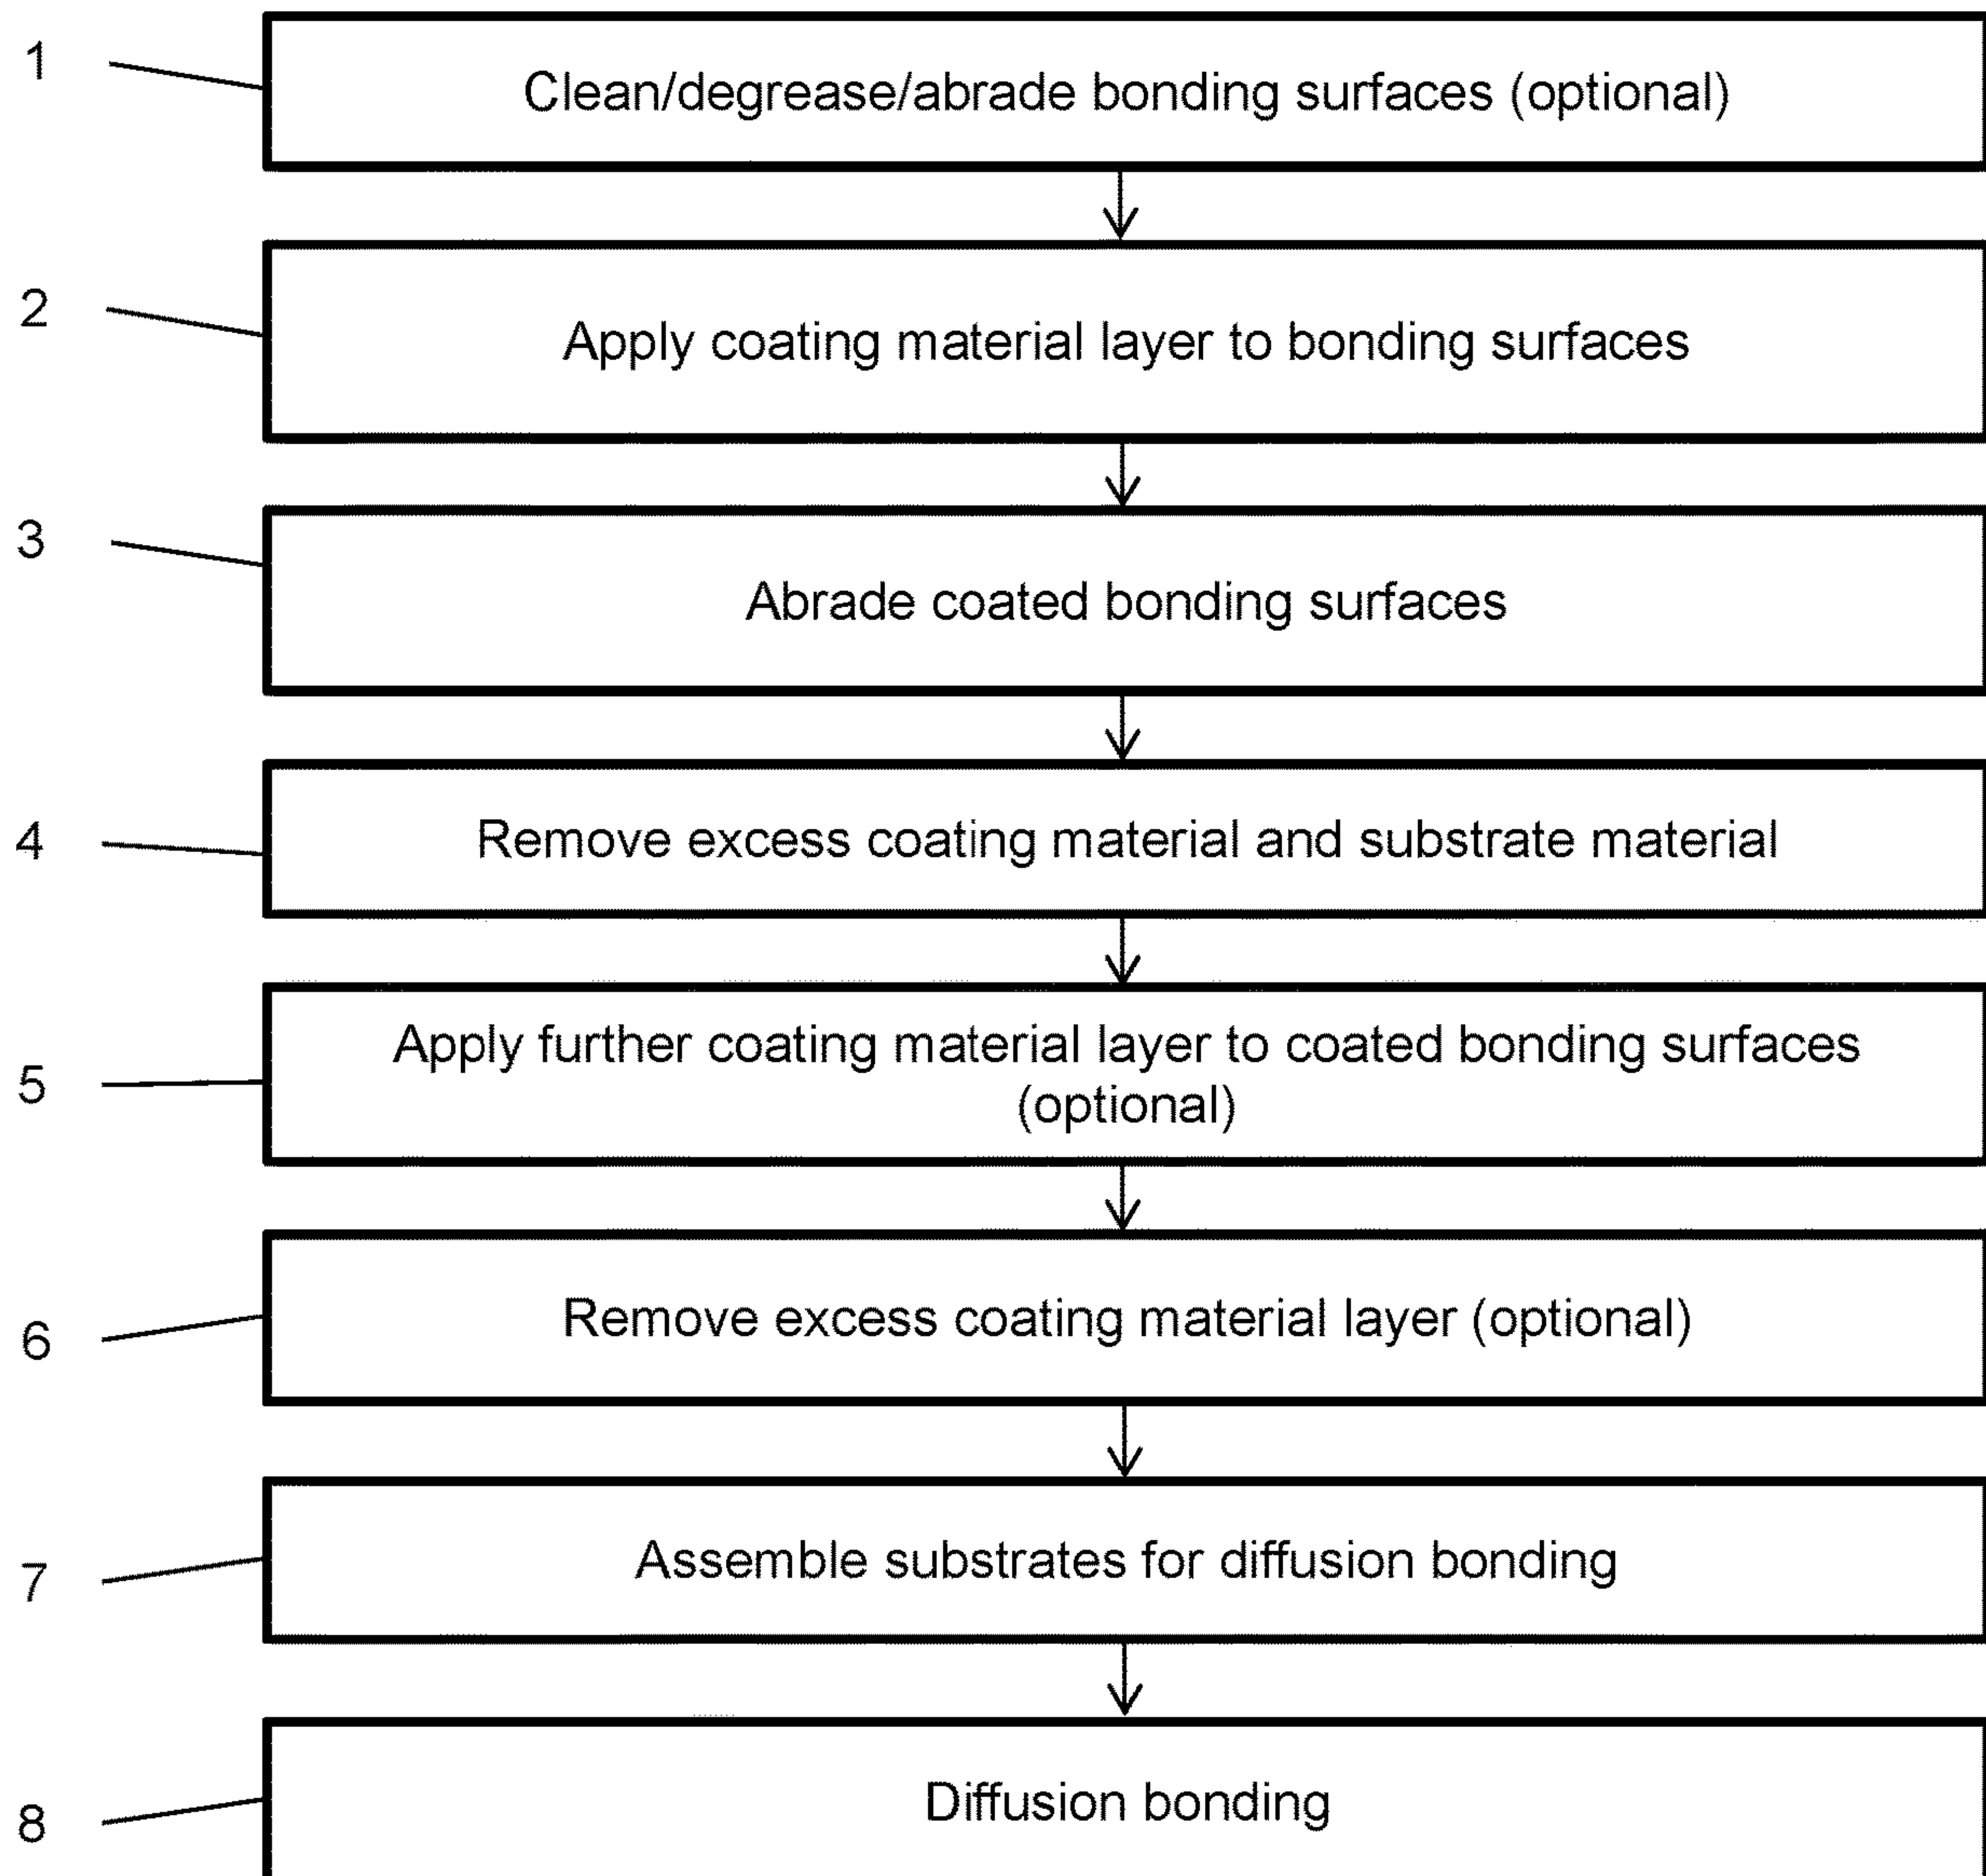 1
Clean/degrease/abrade bonding surfaces (optional)
2
Apply coating material layer to bonding surfaces
3
Abrade coated bonding surfaces
4
Remove excess coating material and substrate material
5
Apply further coating material layer to coated bonding surfaces
(optional)
6
Remove excess coating material layer (optional)
7
Assemble substrates for diffusion bonding
8
Diffusion bonding